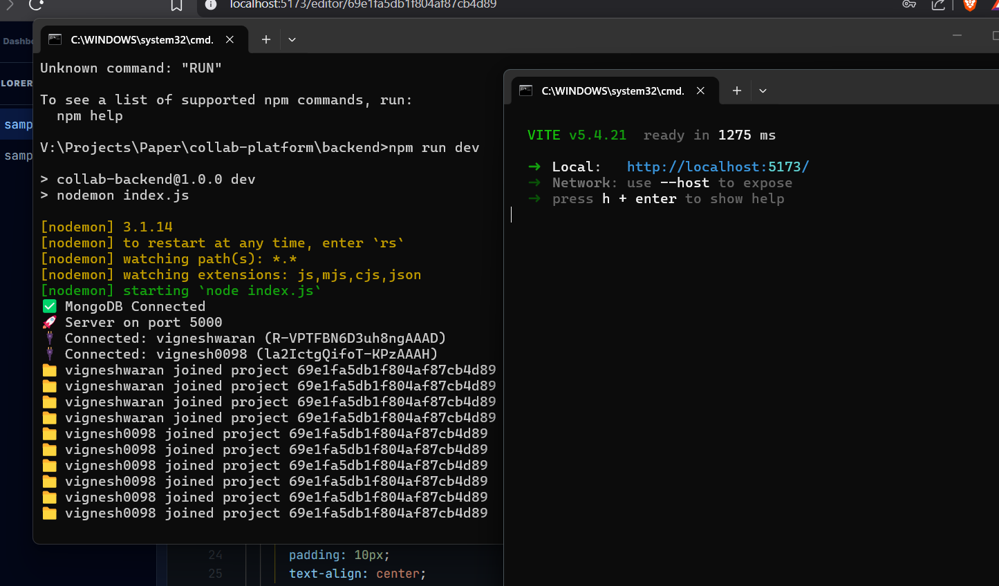 localhost:5173/editor/69e1fa5db1f804af87cb4d89
Dashbo
LORER
samp
samp
C:\WINDOWS\system32\cmd.
Unknown command: "RUN"
To see a list of supported npm commands, run:
npm help
V:\Projects\Paper\collab-platform\backend>npm run dev
> collab-backend@1.0.0 dev
> nodemon index.js
[nodemon] 3.1.14
[nodemon] to restart at any time, enter `rs`
[nodemon] watching path(s): *.*
[nodemon] watching extensions: js,mjs,cjs,json
[nodemon] starting `node index.js`
✅ MongoDB Connected
🚀 Server on port 5000
🔌 Connected: vigneshwaran (R-VPTFBN6D3uh8ngAAAD)
🔌 Connected: vignesh0098 (la2IctgQifoT-KPzAAAH)
📁 vigneshwaran joined project 69e1fa5db1f804af87cb4d89
📁 vigneshwaran joined project 69e1fa5db1f804af87cb4d89
📁 vigneshwaran joined project 69e1fa5db1f804af87cb4d89
📁 vigneshwaran joined project 69e1fa5db1f804af87cb4d89
📁 vignesh0098 joined project 69e1fa5db1f804af87cb4d89
📁 vignesh0098 joined project 69e1fa5db1f804af87cb4d89
📁 vignesh0098 joined project 69e1fa5db1f804af87cb4d89
📁 vignesh0098 joined project 69e1fa5db1f804af87cb4d89
📁 vignesh0098 joined project 69e1fa5db1f804af87cb4d89
📁 vignesh0098 joined project 69e1fa5db1f804af87cb4d89
24 padding: 10px;
25 text-align: center;
C:\WINDOWS\system32\cmd.
VITE v5.4.21 ready in 1275 ms
➜ Local: http://localhost:5173/
➜ Network: use --host to expose
➜ press h + enter to show help